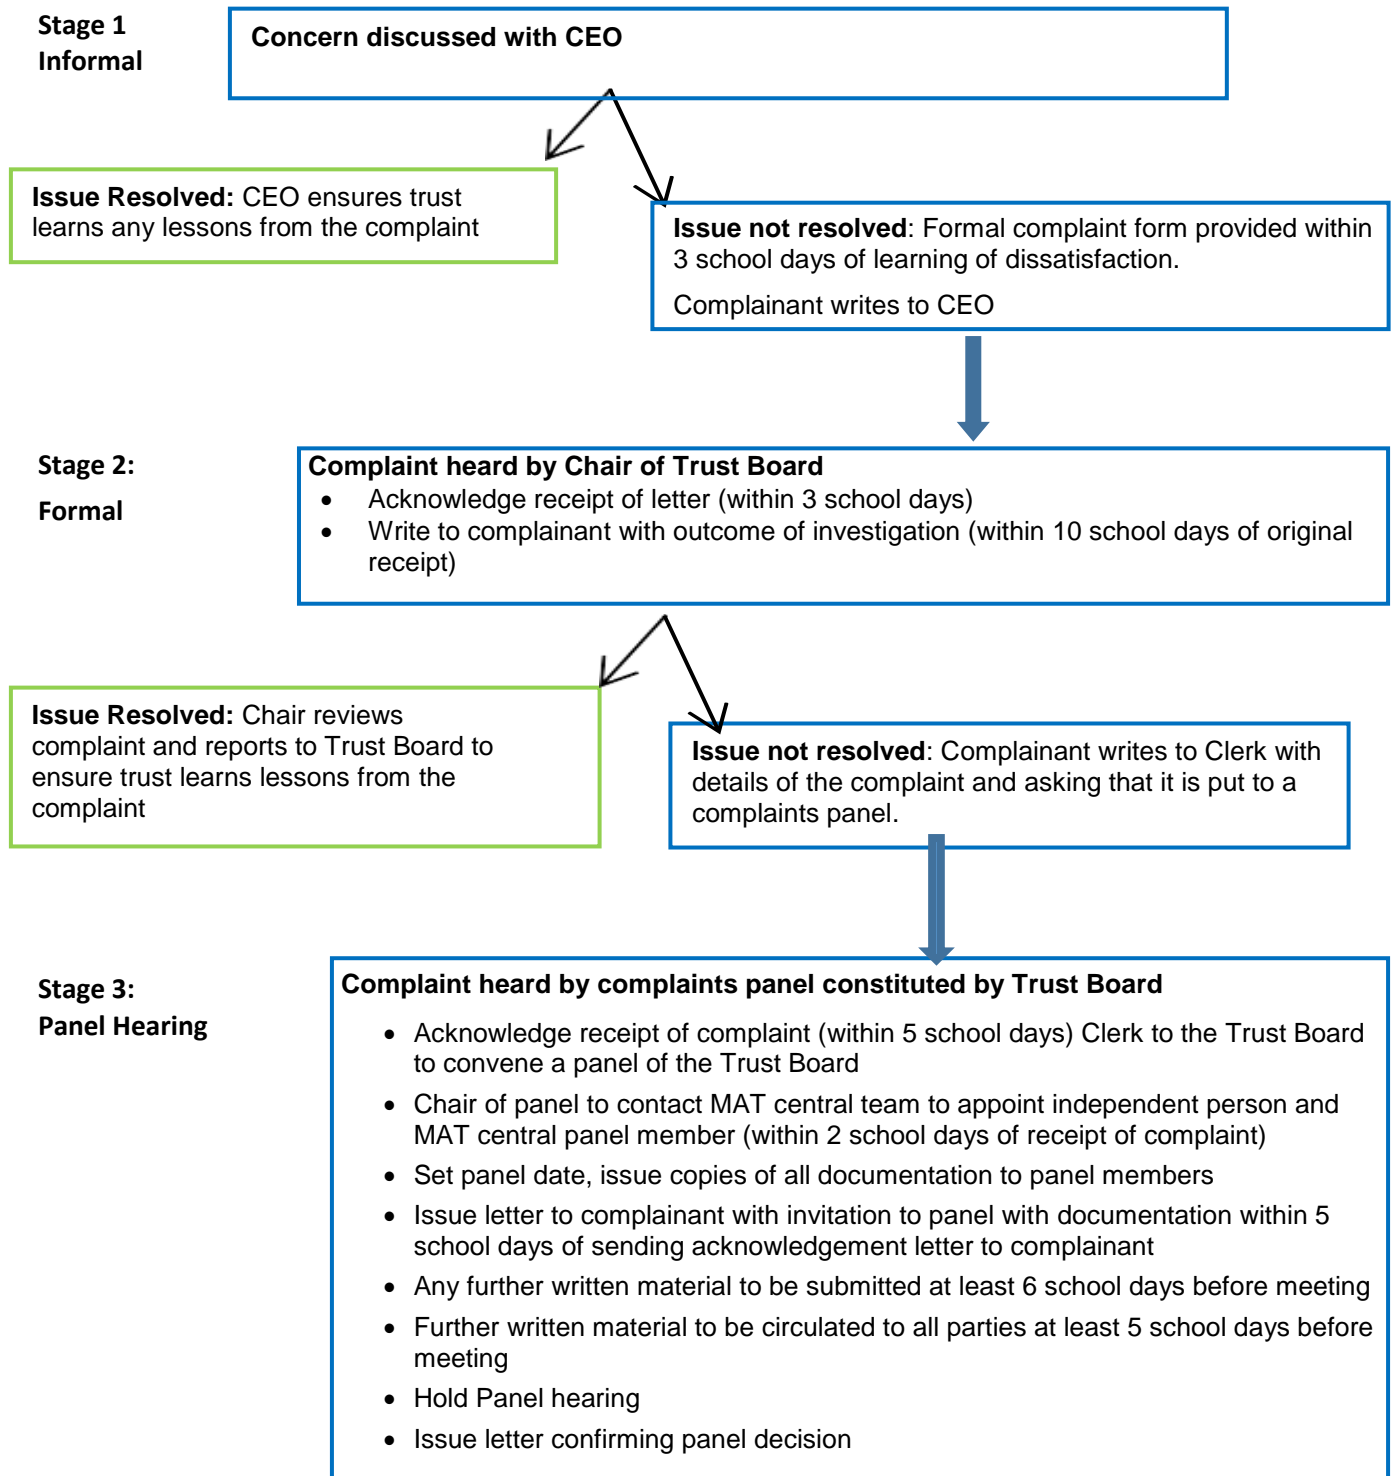 Stage 1
Informal
Concern discussed with CEO
Issue Resolved: CEO ensures trust
learns any lessons from the complaint
Issue not resolved: Formal complaint form provided within
3 school days of learning of dissatisfaction.
Complainant writes to CEO
Stage 2:
Formal
Complaint heard by Chair of Trust Board
• Acknowledge receipt of letter (within 3 school days)
• Write to complainant with outcome of investigation (within 10 school days of original
receipt)
Issue Resolved: Chair reviews
complaint and reports to Trust Board to
ensure trust learns lessons from the
complaint
Issue not resolved: Complainant writes to Clerk with
details of the complaint and asking that it is put to a
complaints panel.
Stage 3:
Panel Hearing
Complaint heard by complaints panel constituted by Trust Board
• Acknowledge receipt of complaint (within 5 school days) Clerk to the Trust Board
to convene a panel of the Trust Board
• Chair of panel to contact MAT central team to appoint independent person and
MAT central panel member (within 2 school days of receipt of complaint)
• Set panel date, issue copies of all documentation to panel members
• Issue letter to complainant with invitation to panel with documentation within 5
school days of sending acknowledgement letter to complainant
• Any further written material to be submitted at least 6 school days before meeting
• Further written material to be circulated to all parties at least 5 school days before
meeting
• Hold Panel hearing
• Issue letter confirming panel decision